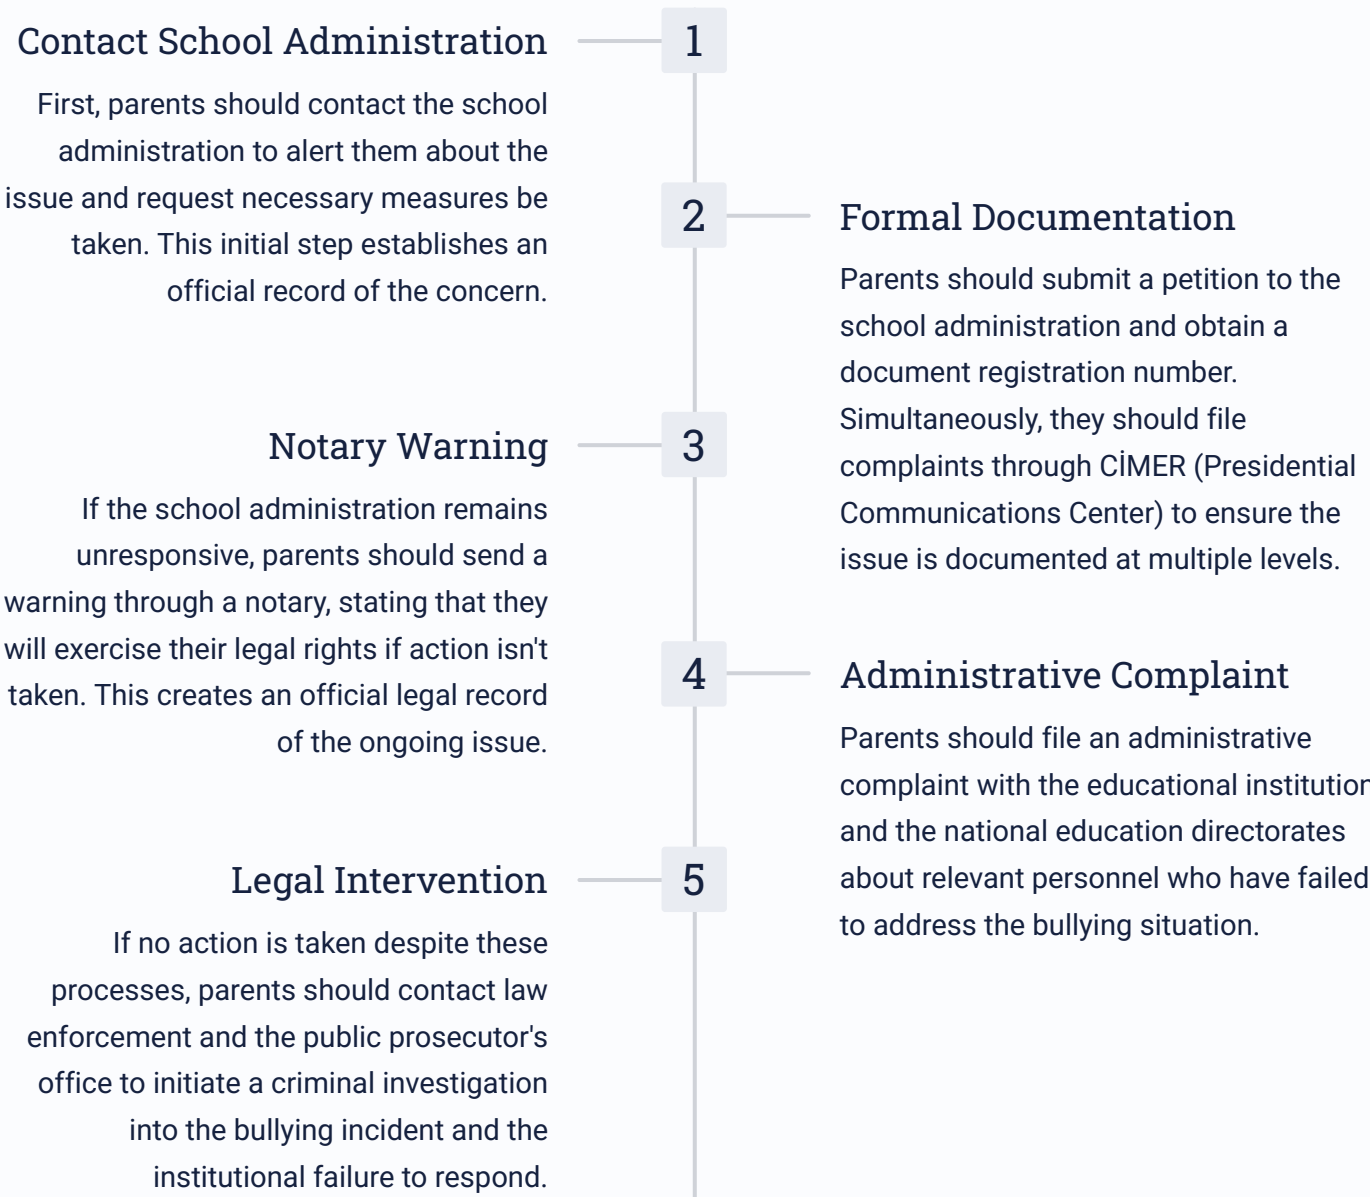 Contact School Administration
1
First, parents should contact the school
administration to alert them about the
issue and request necessary measures be
taken. This initial step establishes an
official record of the concern.
2
Formal Documentation
Parents should submit a petition to the
school administration and obtain a
document registration number.
Simultaneously, they should file
complaints through CİMER (Presidential
Communications Center) to ensure the
issue is documented at multiple levels.
Notary Warning
3
If the school administration remains
unresponsive, parents should send a
warning through a notary, stating that they
will exercise their legal rights if action isn't
taken. This creates an official legal record
of the ongoing issue.
4
Administrative Complaint
Parents should file an administrative
complaint with the educational institution
and the national education directorates
about relevant personnel who have failed
to address the bullying situation.
Legal Intervention
5
If no action is taken despite these
processes, parents should contact law
enforcement and the public prosecutor's
office to initiate a criminal investigation
into the bullying incident and the
institutional failure to respond.